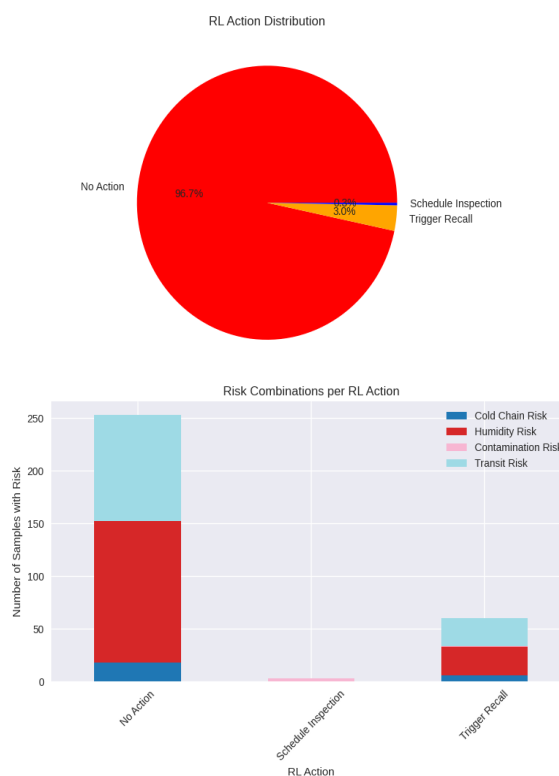 RL Action Distribution
No Action
96.7%
0.3%
3.0%
Schedule Inspection
Trigger Recall
Risk Combinations per RL Action
Cold Chain Risk
Humidity Risk
Contamination Risk
Transit Risk
Number of Samples with Risk
250
200
150
100
50
0
No Action
Schedule Inspection
Trigger Recall
RL Action